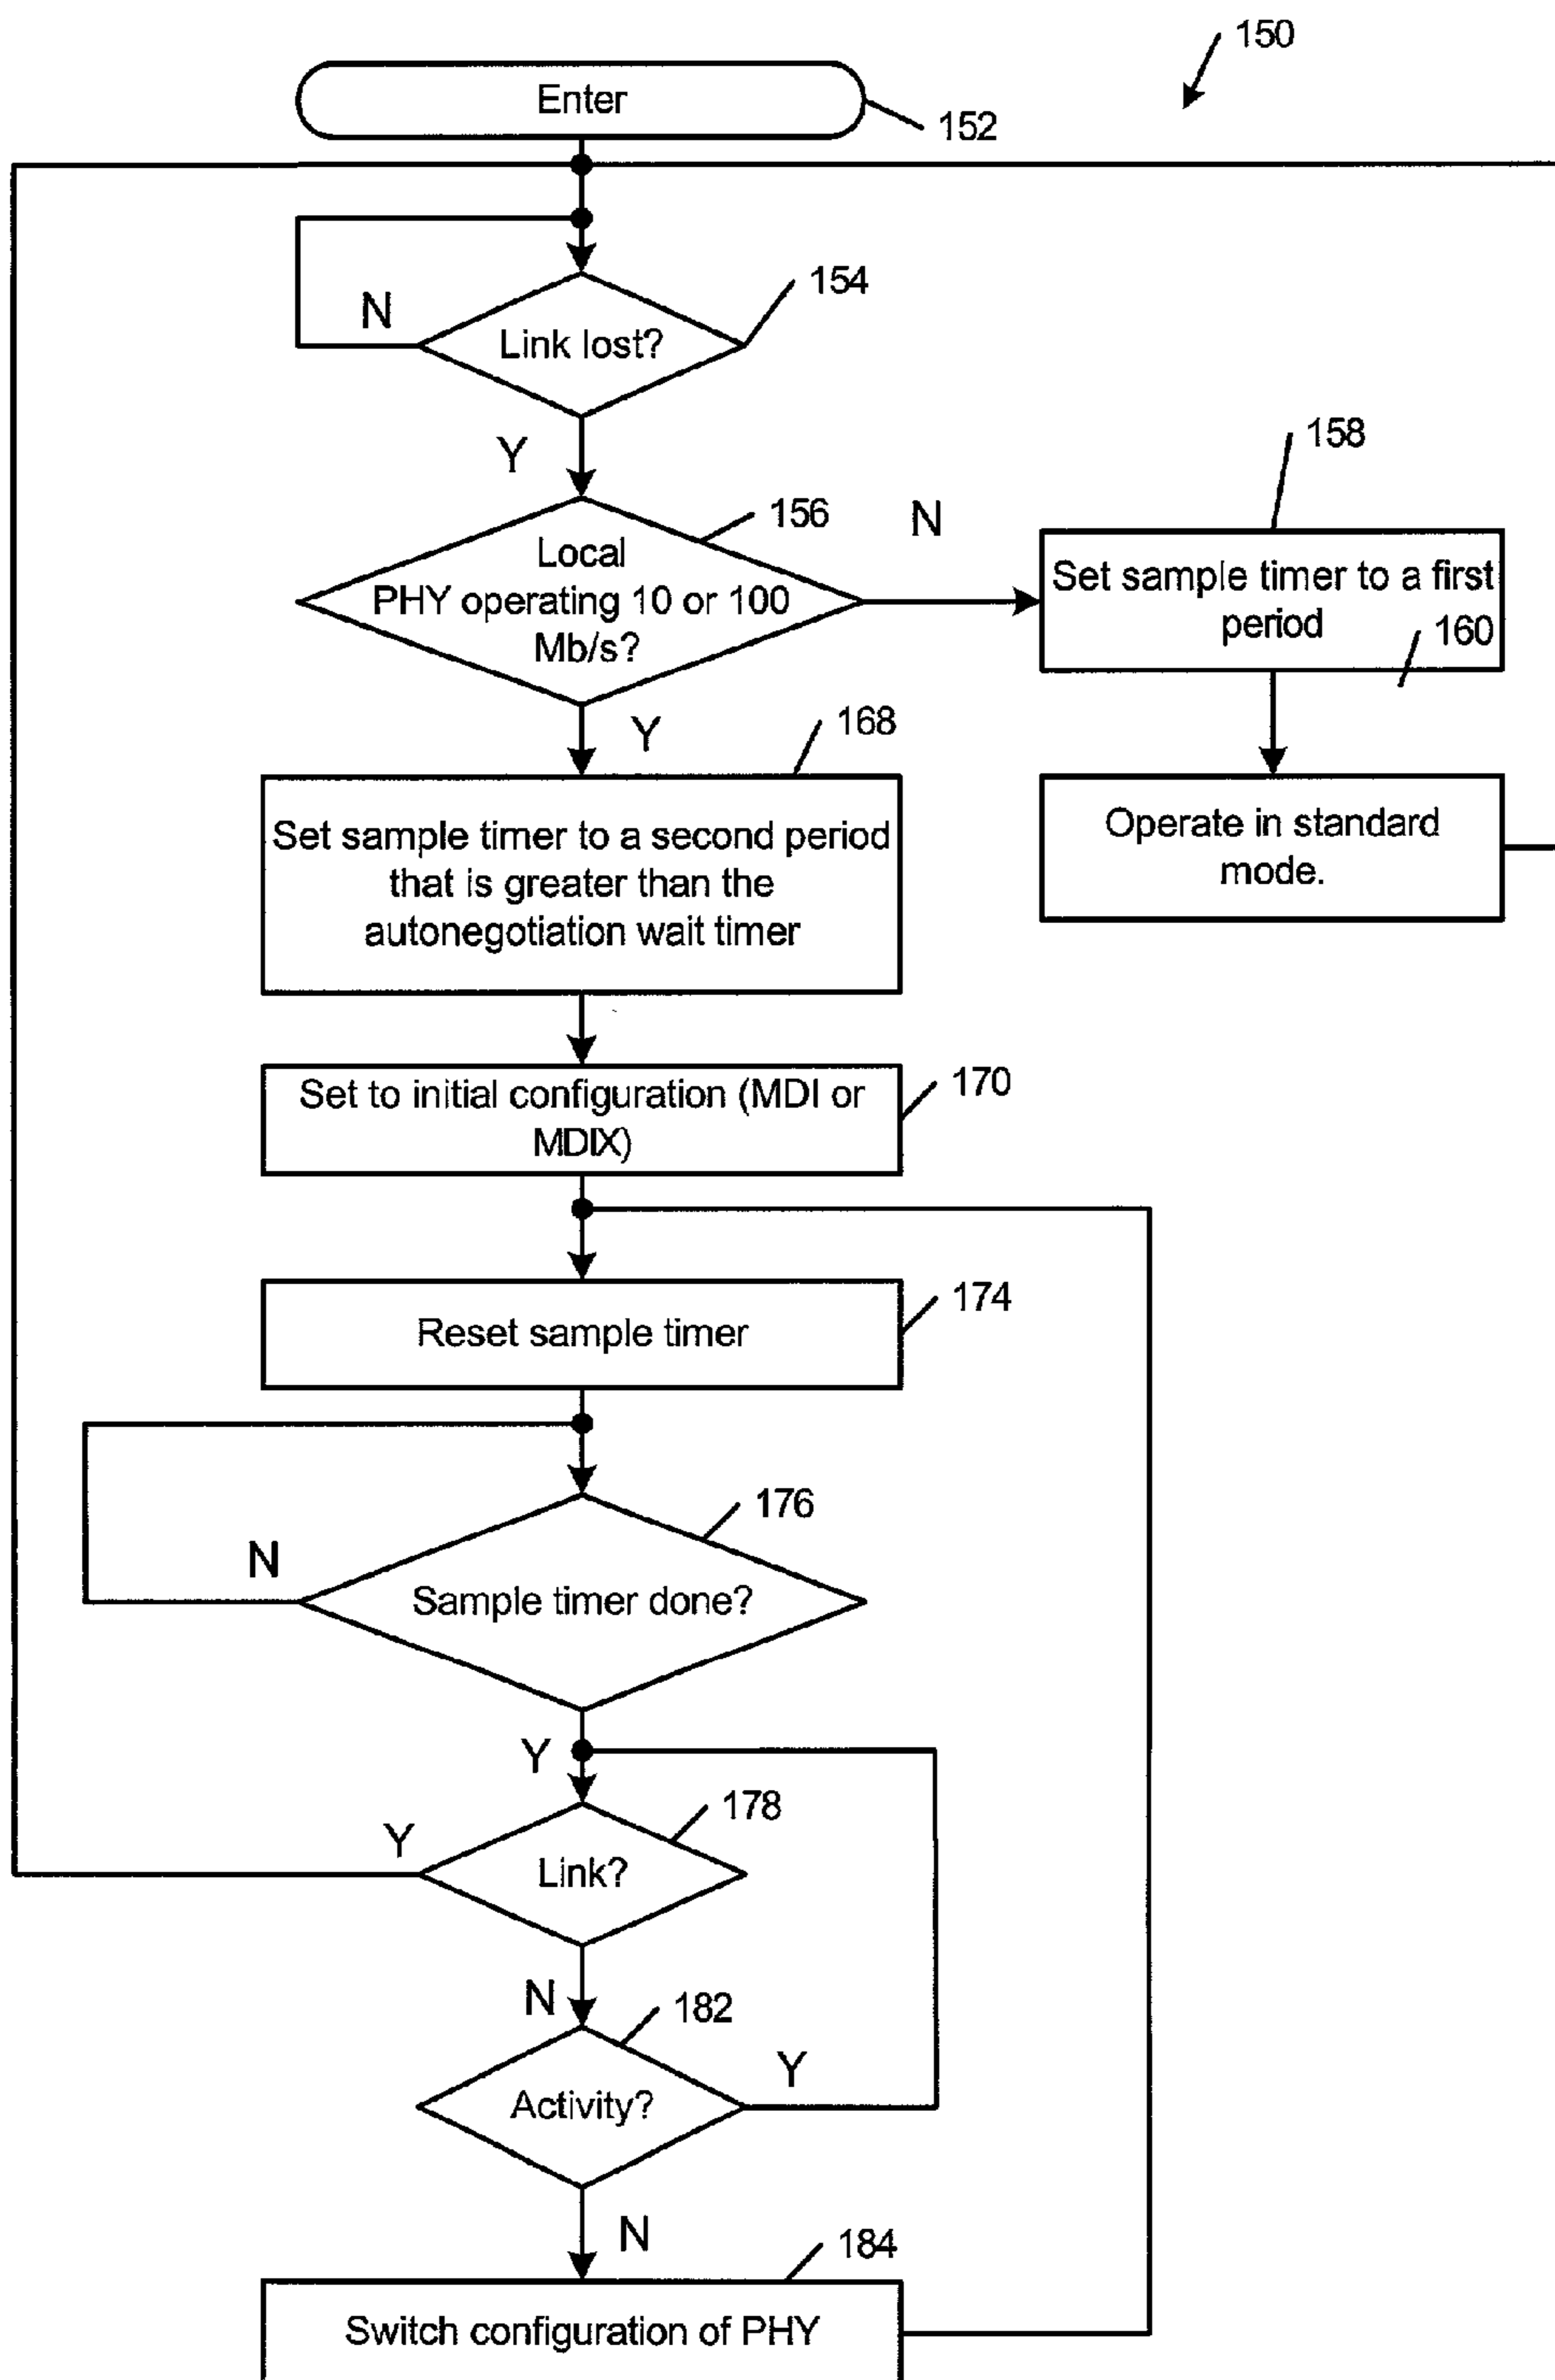 150
Enter
152
154
N
Link lost?
Y
158
156
N
Local
PHY operating 10 or 100
Mb/s?
Set sample timer to a first
period
160
Y
168
Set sample timer to a second period
that is greater than the
autonegotiation wait timer
Operate in standard
mode.
Set to initial configuration (MDI or
MDIX)
170
Reset sample timer
174
176
N
Sample timer done?
Y
178
Y
Link?
N
182
Y
Activity?
N
184
Switch configuration of PHY